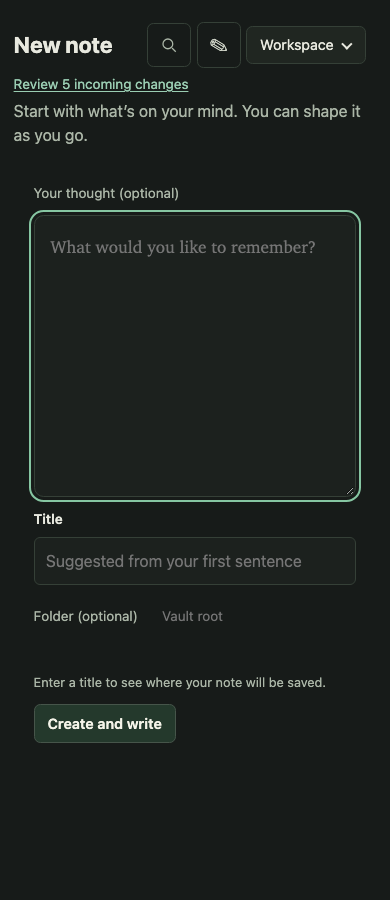 New note
Workspace
Review 5 incoming changes
Start with what's on your mind. You can shape it
as you go.
Your thought (optional)
What would you like to remember?
Title
Suggested from your first sentence
Folder (optional) Vault root
Enter a title to see where your note will be saved.
Create and write